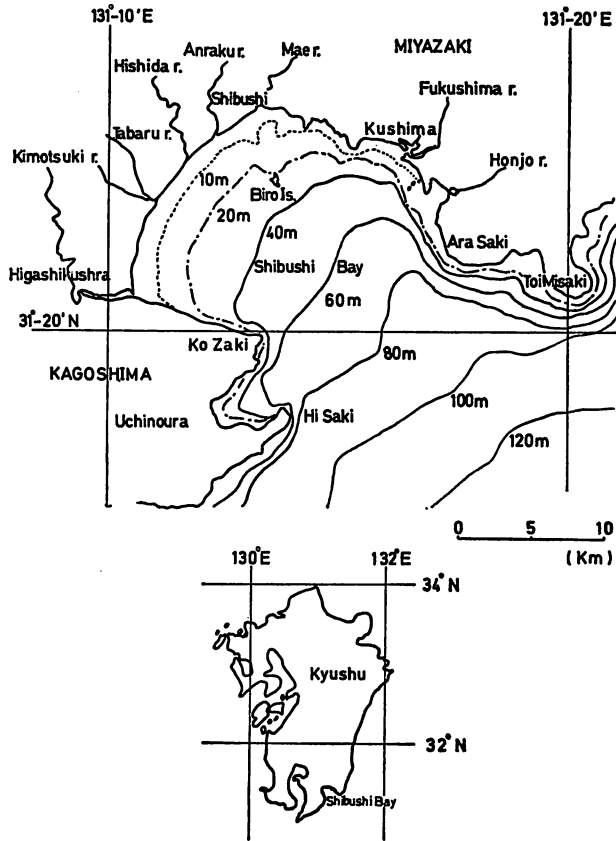 131-10'E
131-20'E
Anraku r.
Mae r.
MIYAZAKI
Hishida r.
Fukushima r.
Shibushi
Kushima
Tabaru r.
Honjo r.
Kimotsuki r.
10m
Biro Is.
20m
40m
Ara Saki
Shibushi Bay
Toi Misaki
Higashikushra
60m
31-20'N
Ko Zaki
80m
KAGOSHIMA
100m
Uchinoura
Hi Saki
120m
0 5 10
(Km)
130°E
132°E
34°N
Kyushu
32°N
Shibushi Bay